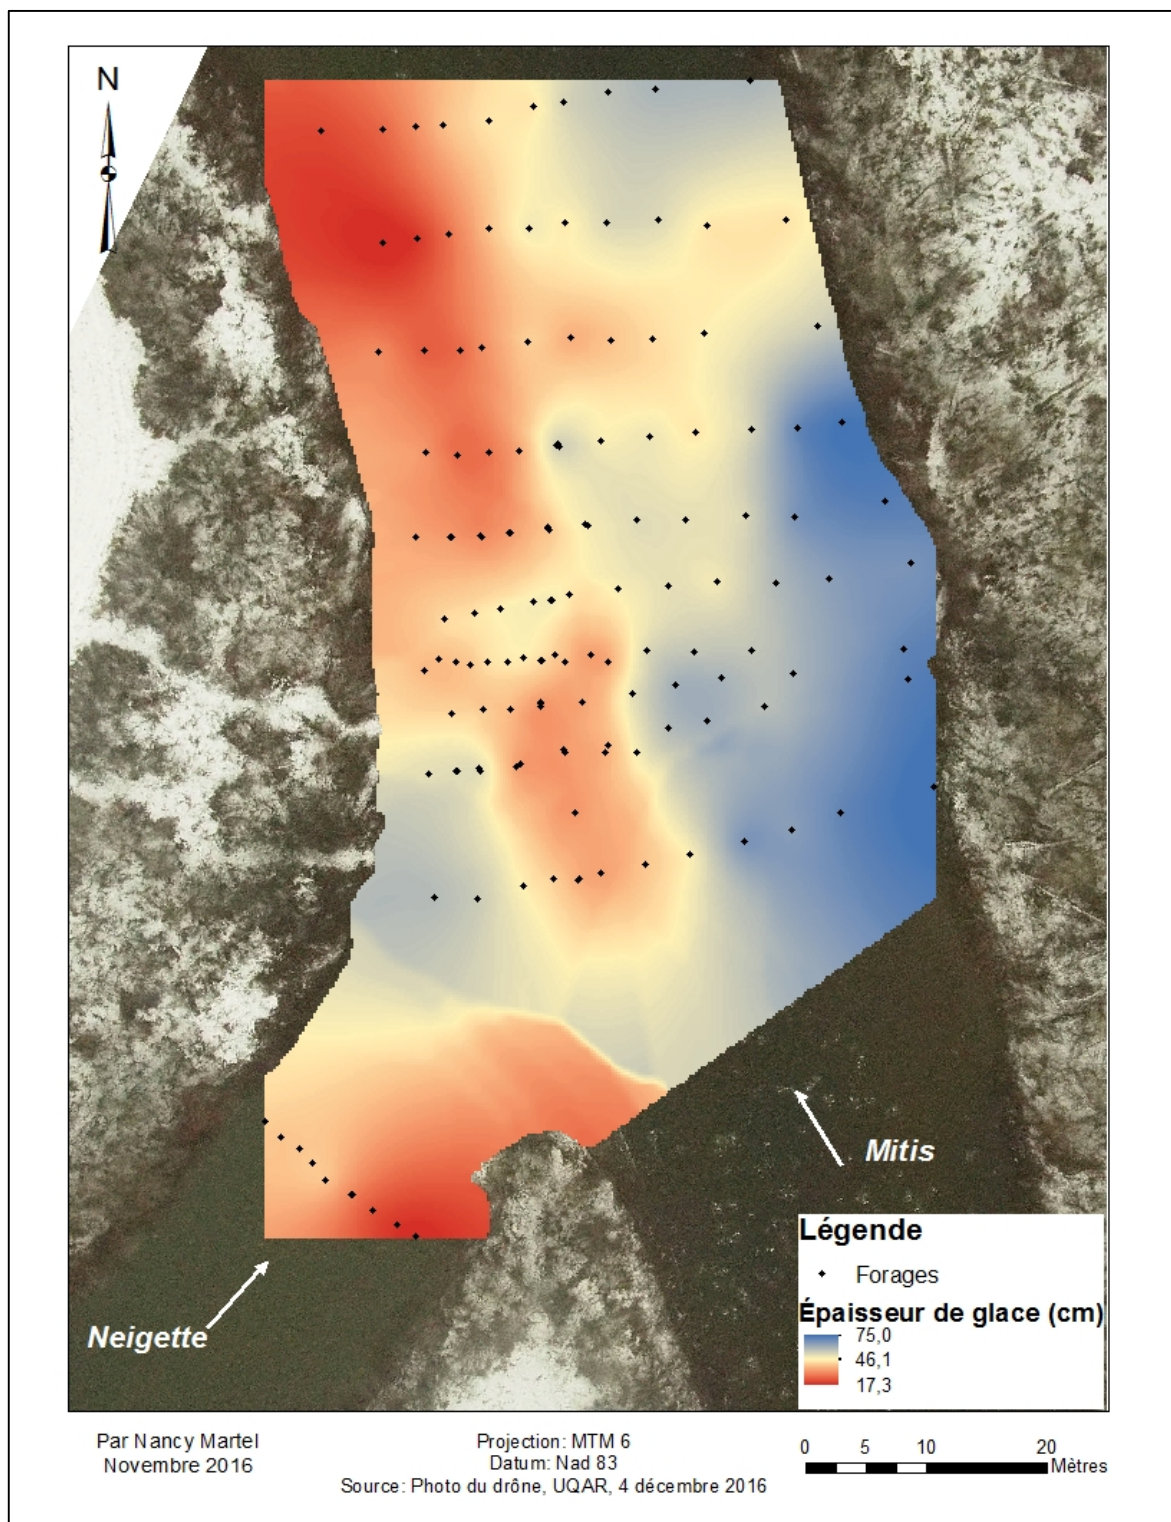 N
Mitis
Neigette
Légende
Forages
Épaisseur de glace (cm)
75,0
46,1
17,3
Par Nancy Martel
Novembre 2016
Projection: MTM 6
Datum: Nad 83
Source: Photo du drône, UQAR, 4 décembre 2016
0 5 10 20
Mètres